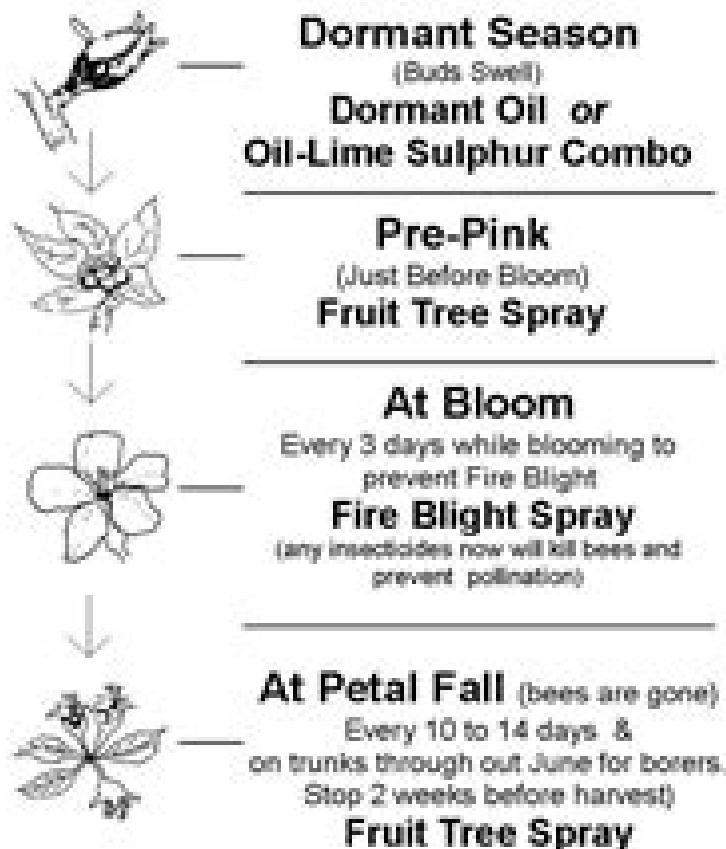 Dormant Season
(Buds Swell)
Dormant Oil or
Oil-Lime Sulphur Combo
Pre-Pink
(Just Before Bloom)
Fruit Tree Spray
At Bloom
Every 3 days while blooming to
prevent Fire Blight
Fire Blight Spray
(any insecticides now will kill bees and
prevent pollination)
At Petal Fall (bees are gone)
Every 10 to 14 days &
on trunks through out June for borers.
Stop 2 weeks before harvest)
Fruit Tree Spray